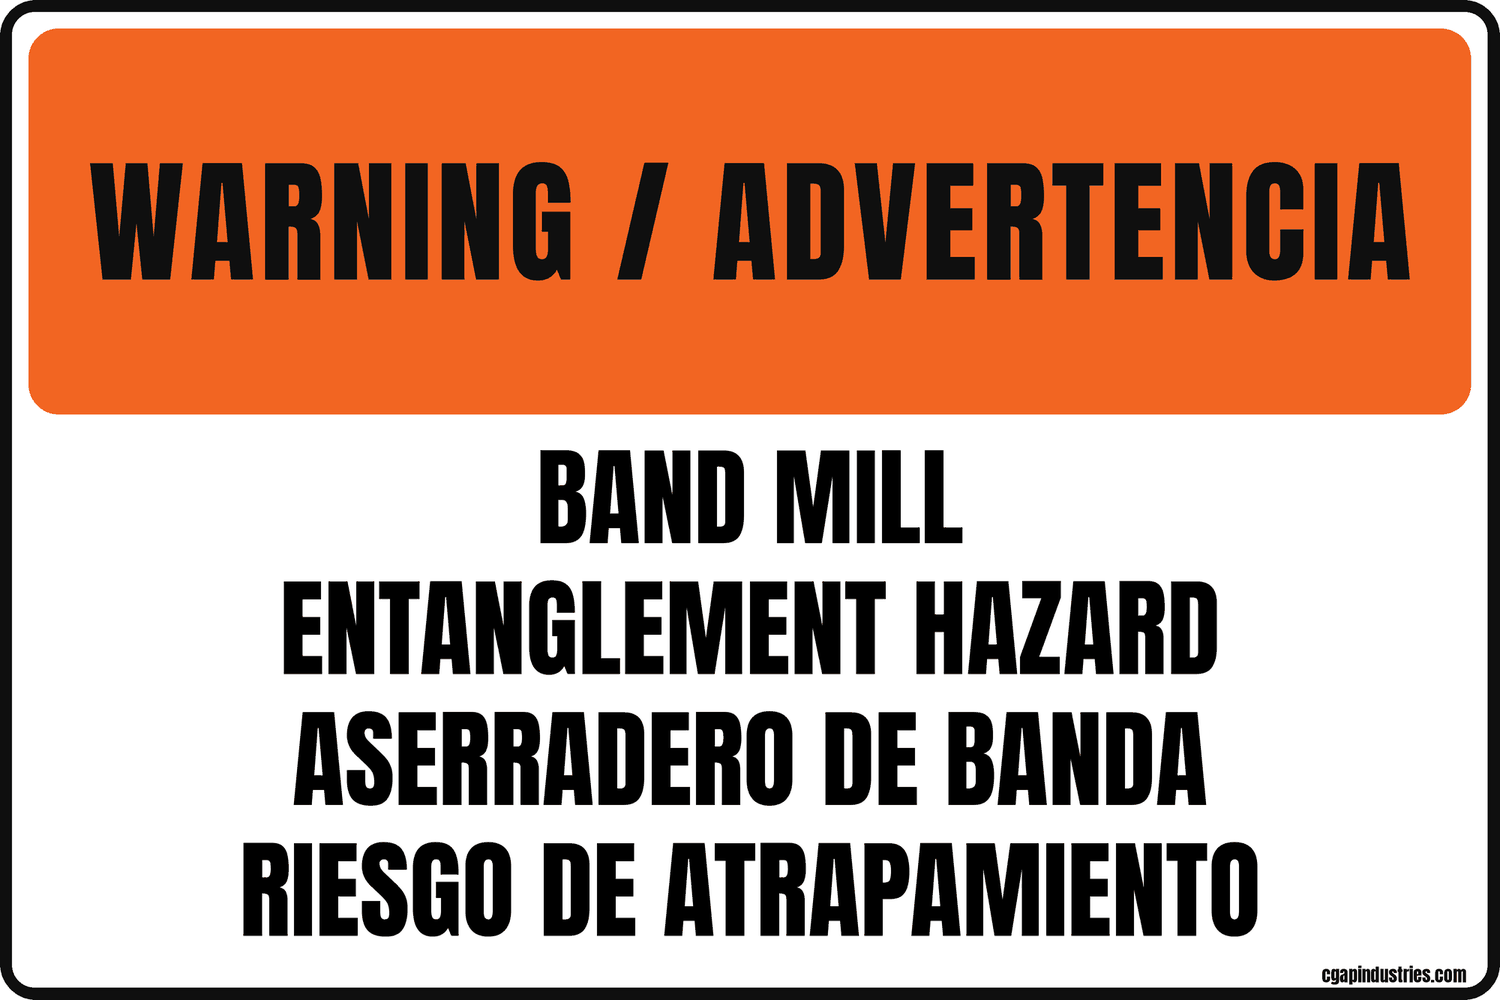 WARNING / ADVERTENCIA
BAND MILL
ENTANGLEMENT HAZARD
ASERRADERO DE BANDA
RIESGO DE ATRAPAMIENTO
cgapindustries.com